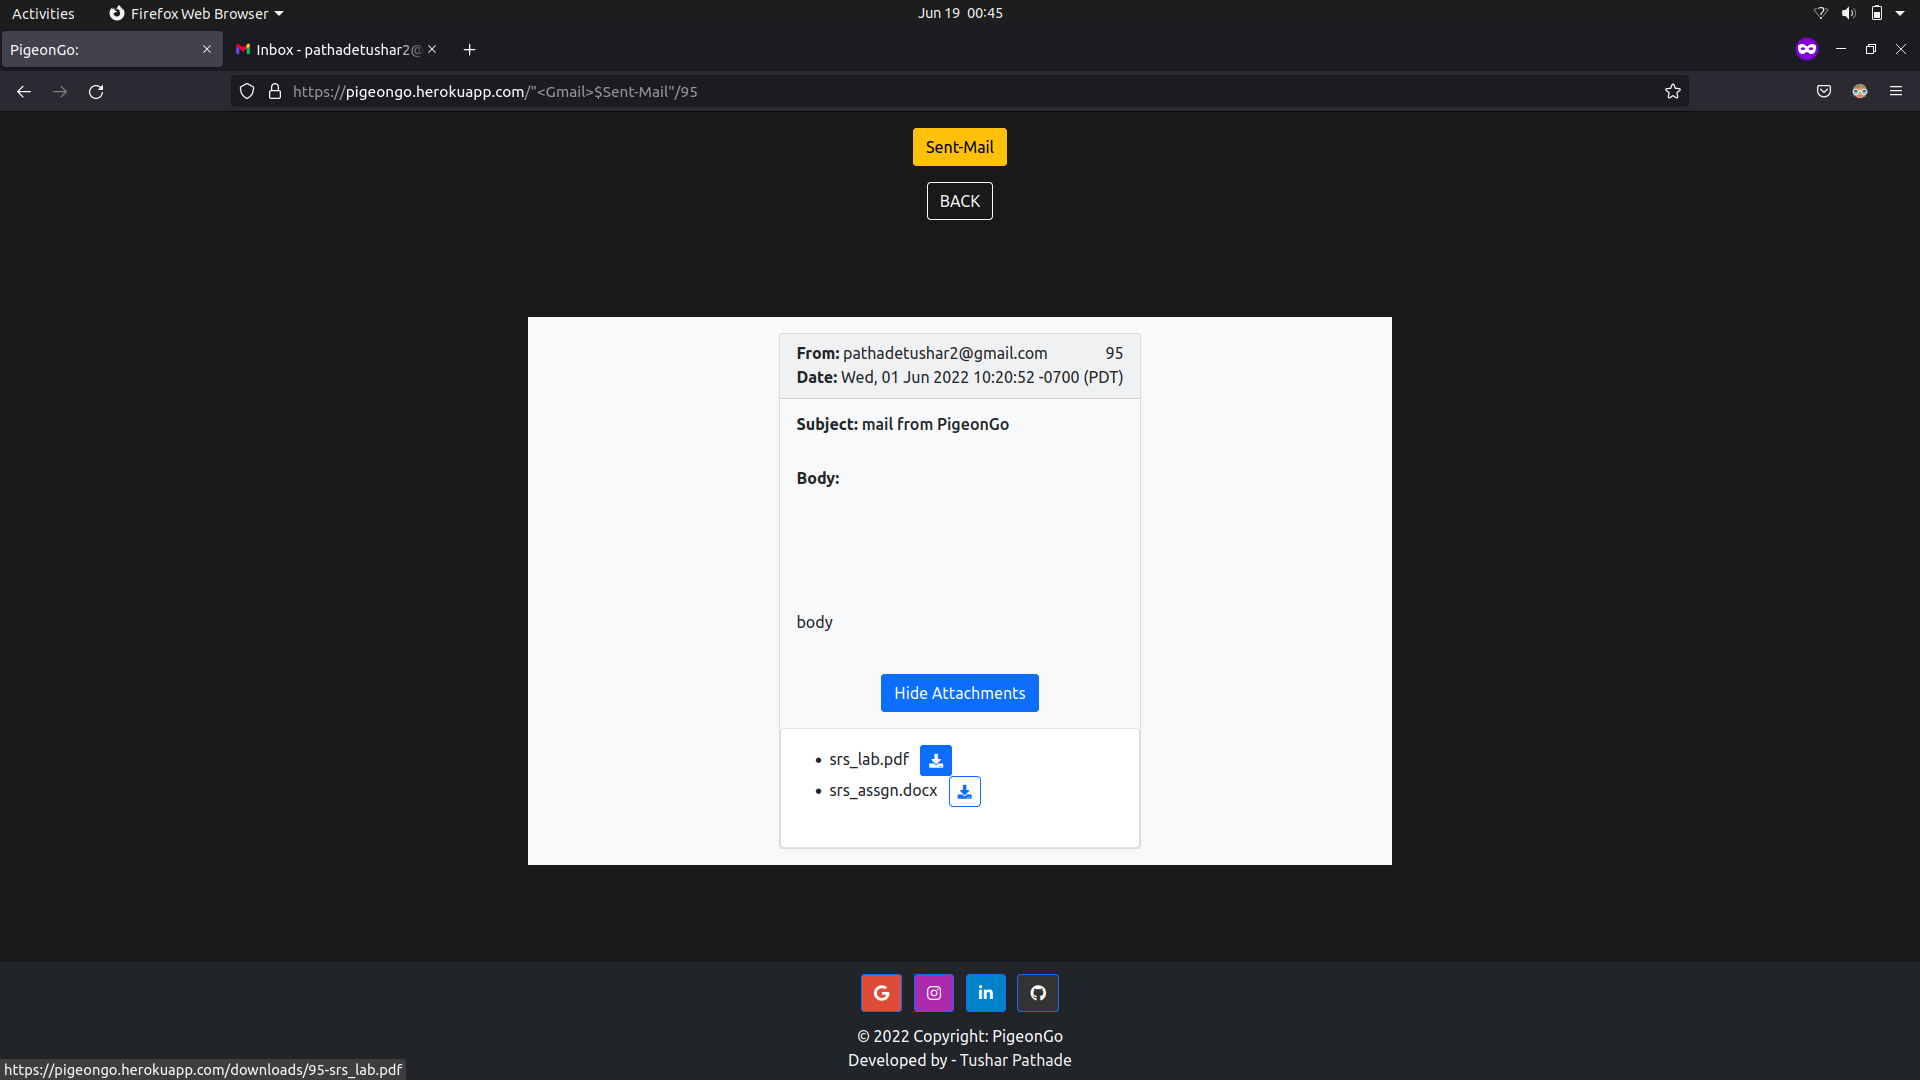 Activities Firefox Web Browser Jun 19 00:45
PigeonGo: Inbox - pathadetushar2@
https://pigeongo.herokuapp.com/"<Gmail>$Sent-Mail"/95
Sent-Mail
BACK
From: pathadetushar2@gmail.com 95
Date: Wed, 01 Jun 2022 10:20:52 -0700 (PDT)
Subject: mail from PigeonGo
Body:
body
Hide Attachments
• srs_lab.pdf
• srs_assgn.docx
G in
© 2022 Copyright: PigeonGo
Developed by - Tushar Pathade
https://pigeongo.herokuapp.com/downloads/95-srs_lab.pdf